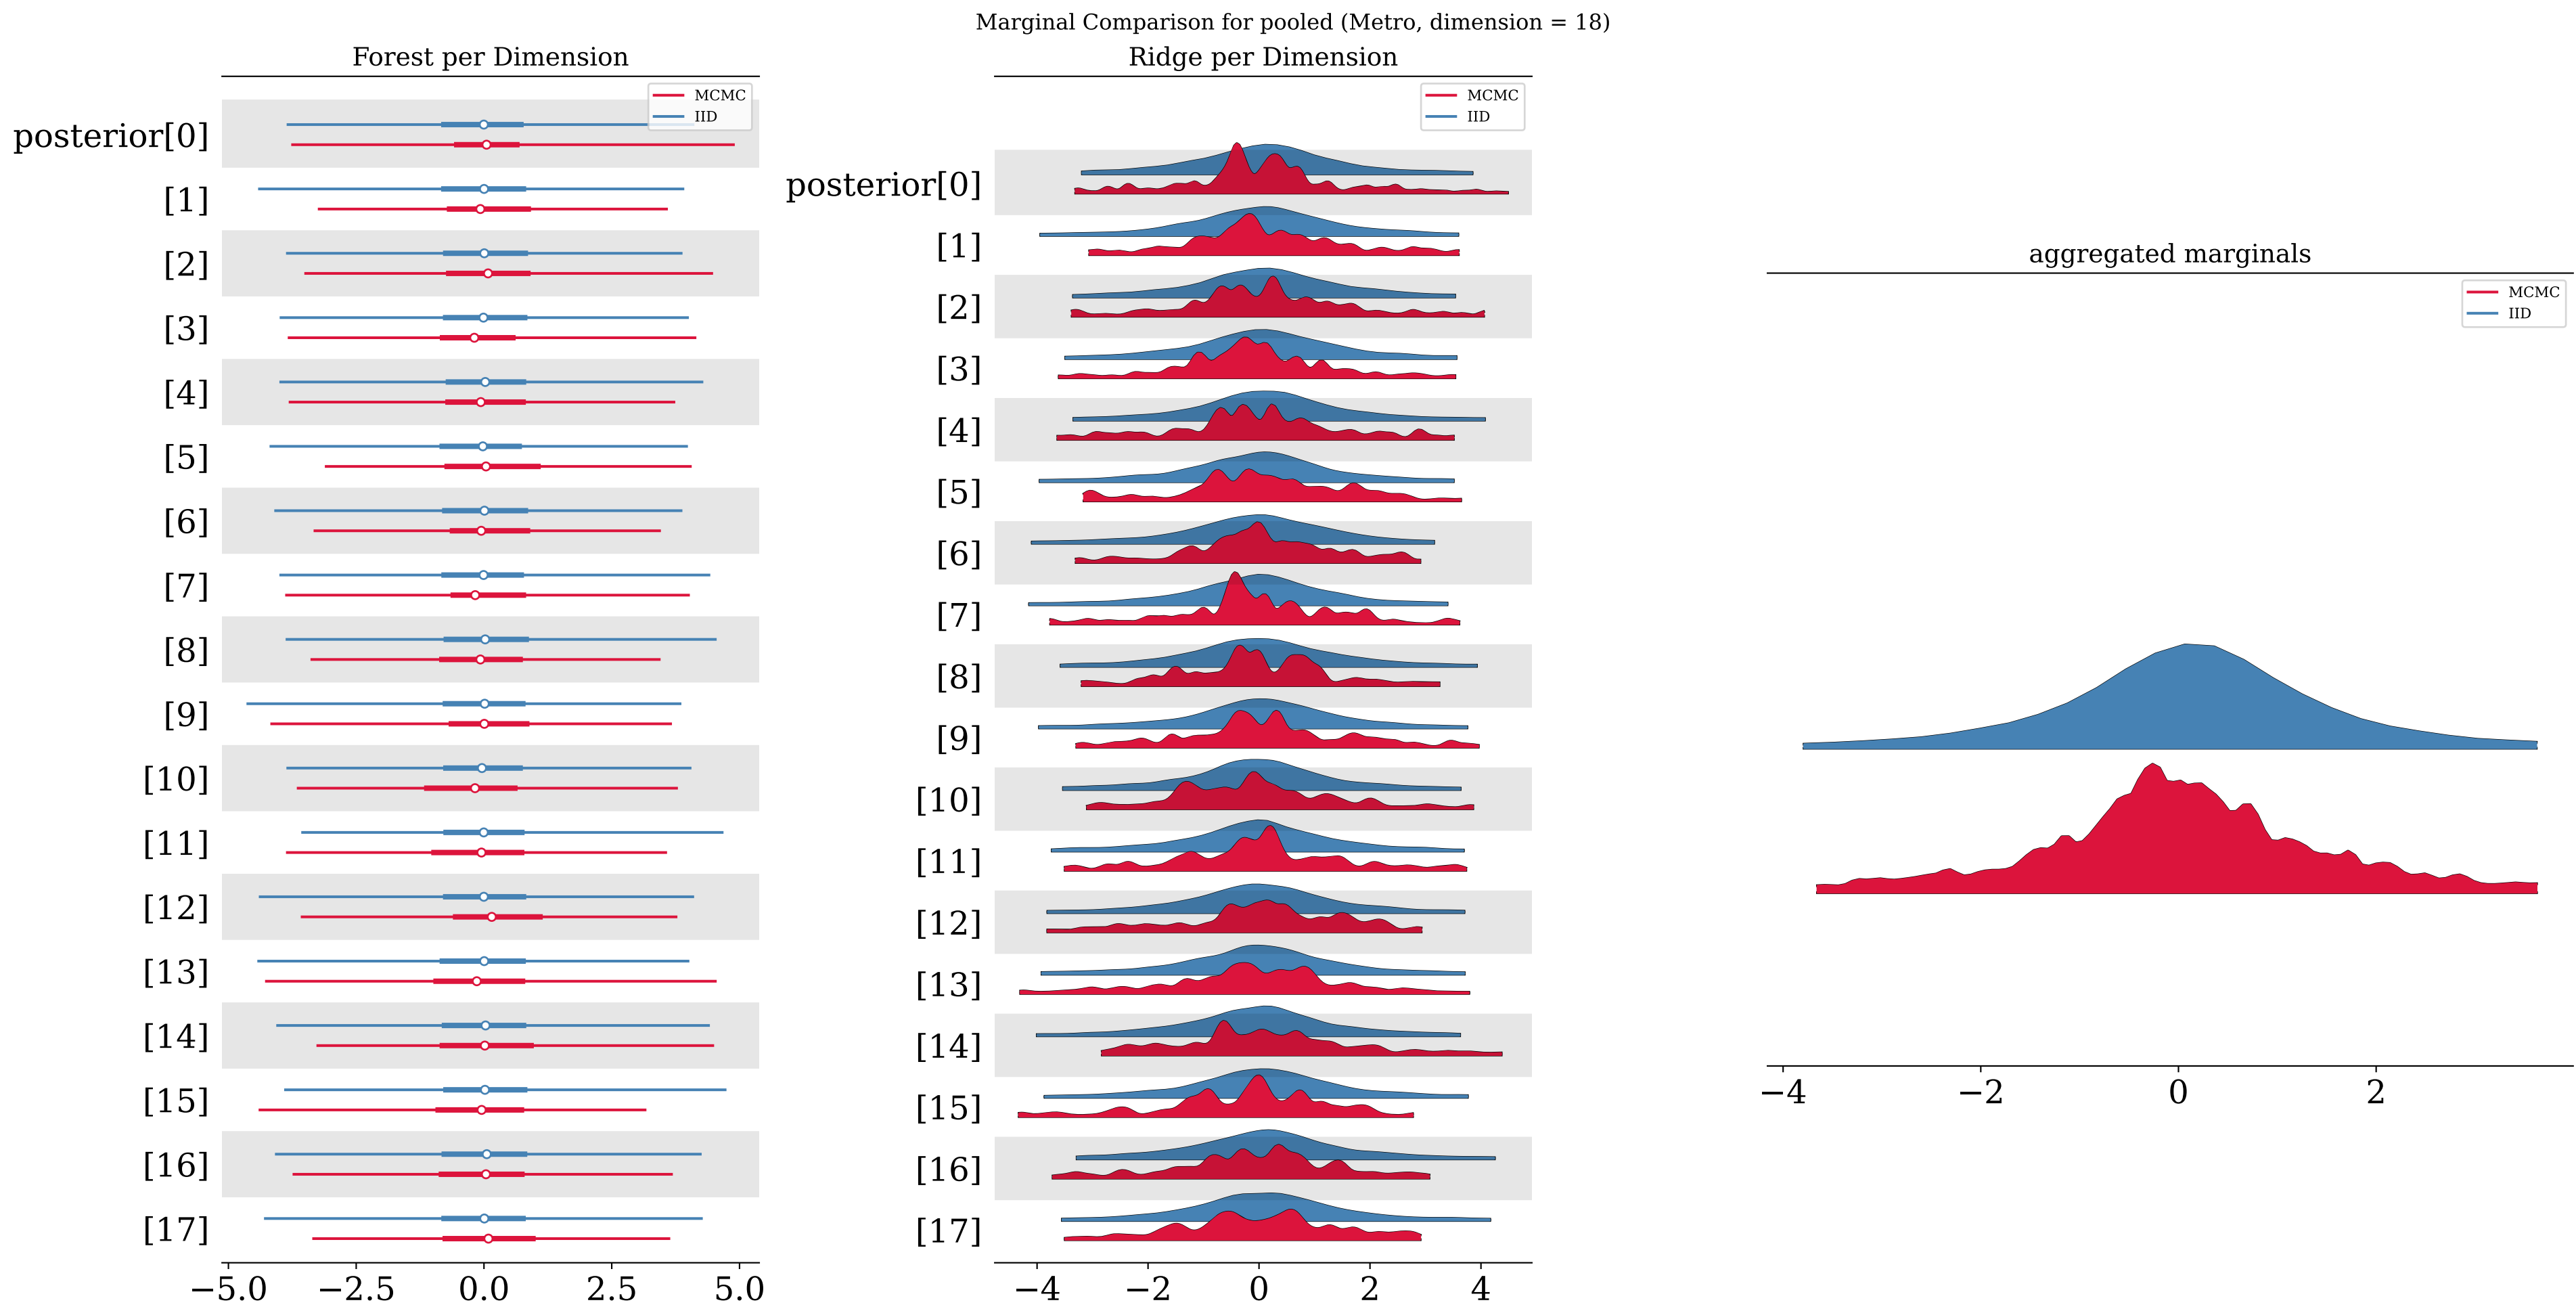 Marginal Comparison for pooled (Metro, dimension = 18)
Forest per Dimension
MCMC
IID
posterior[0]
[1]
[2]
[3]
[4]
[5]
[6]
[7]
[8]
[9]
[10]
[11]
[12]
[13]
[14]
[15]
[16]
[17]
−5.0 −2.5 0.0 2.5 5.0
Ridge per Dimension
MCMC
IID
posterior[0]
[1]
[2]
[3]
[4]
[5]
[6]
[7]
[8]
[9]
[10]
[11]
[12]
[13]
[14]
[15]
[16]
[17]
−4 −2 0 2 4
aggregated marginals
MCMC
IID
−4 −2 0 2